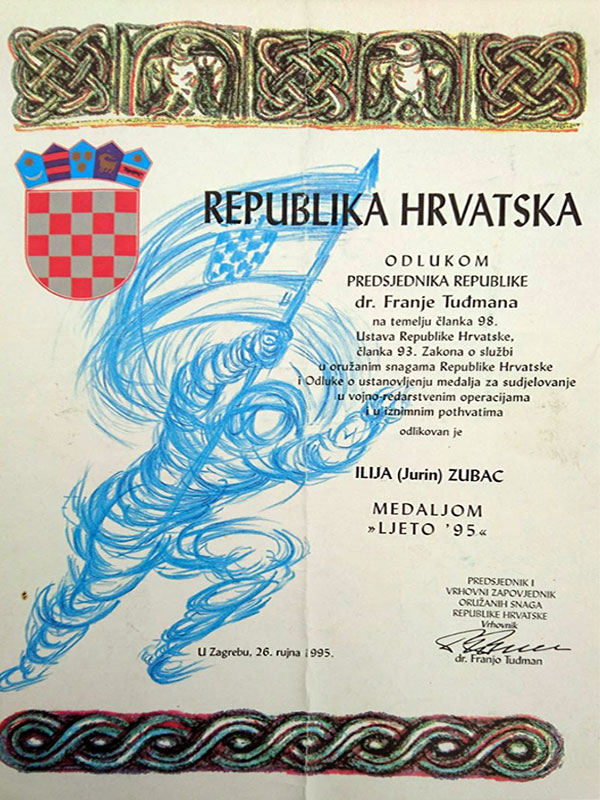 REPUBLIKA HRVATSKA
ODLUKOM
PREDSJEDNIKA REPUBLIKE
dr. Franje Tuđmana
na temelju članka 98.
Ustava Republike Hrvatske,
članka 93. Zakona o službi
u oružanim snagama Republike Hrvatske
i Odluke o ustanovljenju medalja za sudjelovanje
u vojno-redarstvenim operacijama
i u iznimnim pothvatima
odlikovan je
ILIJA (Jurin) ZUBAC
MEDALJOM
»LJETO '95«
PREDSJEDNIK I
VRHOVNI ZAPOVJEDNIK
ORUŽANIH SNAGA
REPUBLIKE HRVATSKE
Vrhovnik
dr. Franjo Tuđman
U Zagrebu, 26. rujna 1995.